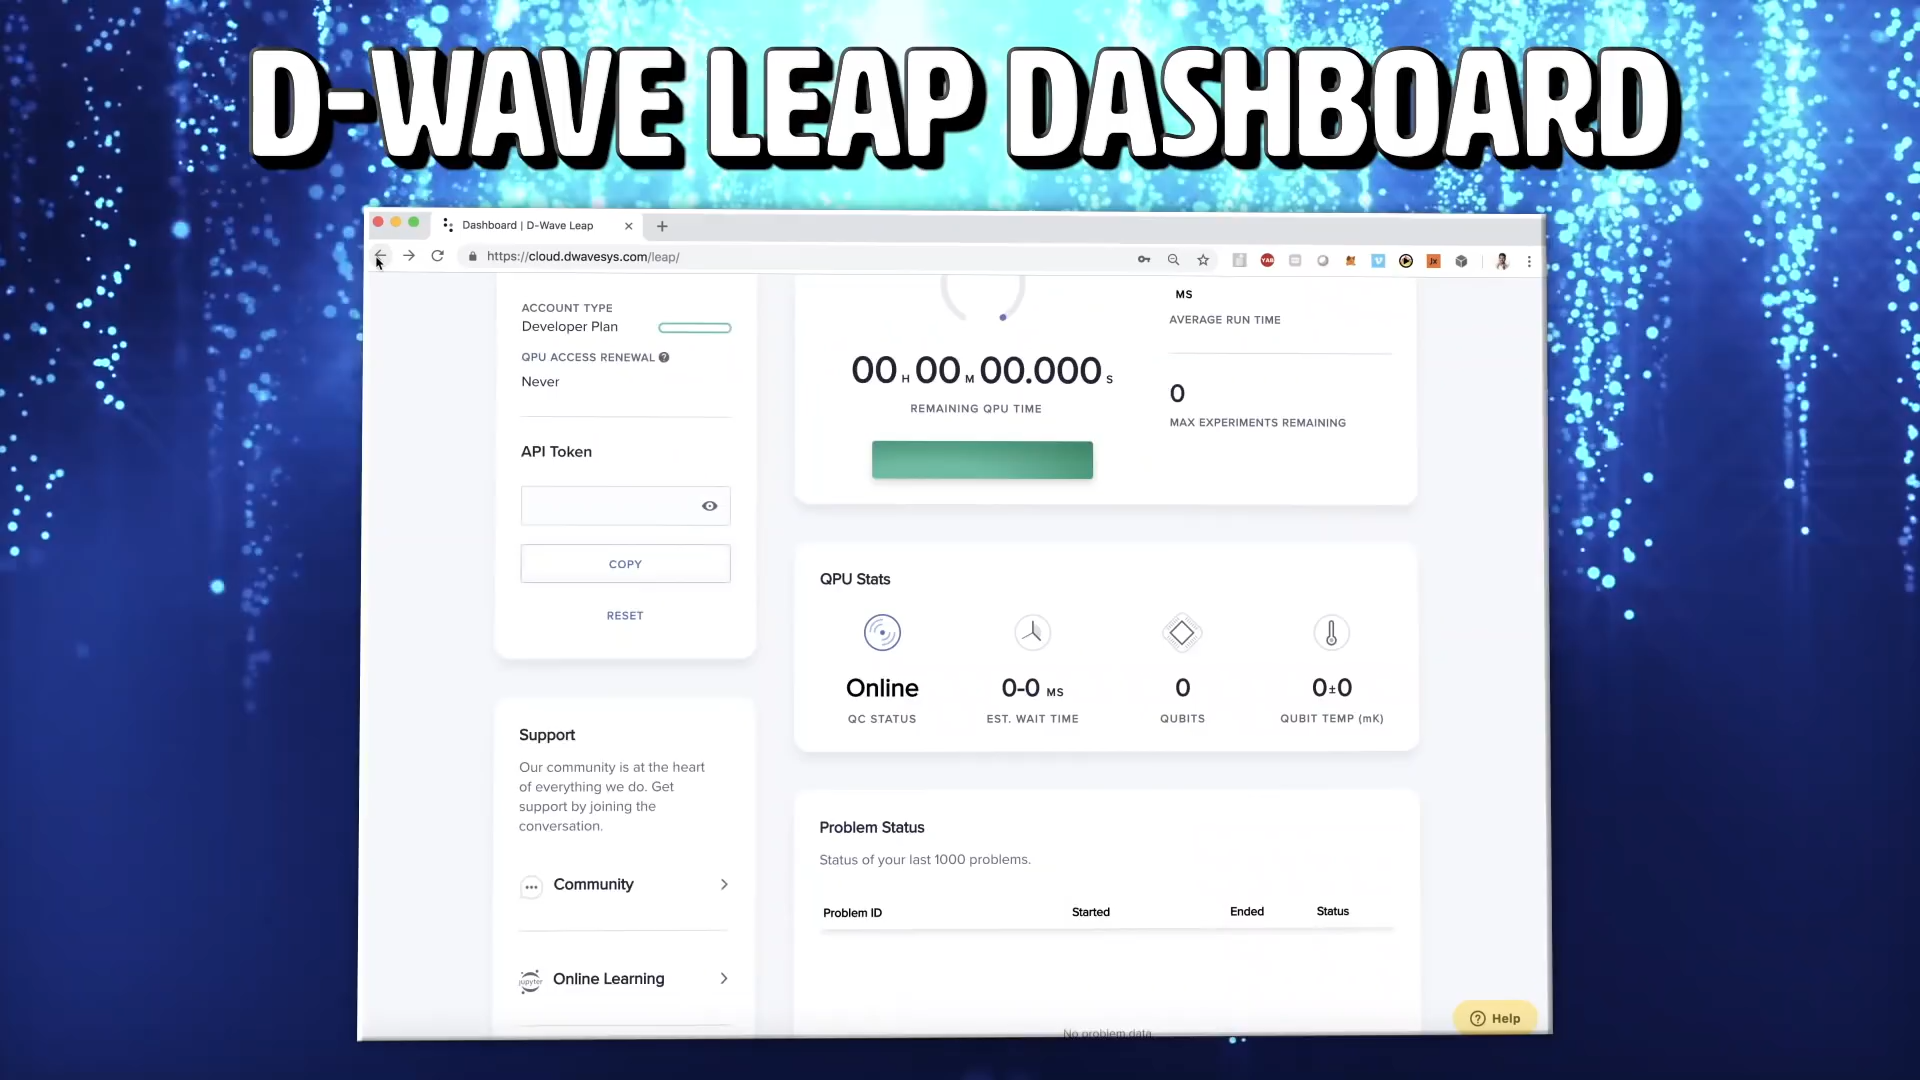 D-WAVE LEAP DASHBOARD
Dashboard | D-Wave Leap
https://cloud.dwavesys.com/leap/
ACCOUNT TYPE
Developer Plan
QPU ACCESS RENEWAL ?
Never
API Token
COPY
RESET
Support
Our community is at the heart
of everything we do. Get
support by joining the
conversation.
Community
jupyter
Online Learning
00 H 00 M 00.000 S
REMAINING QPU TIME
MS
AVERAGE RUN TIME
0
MAX EXPERIMENTS REMAINING
QPU Stats
Online
QC STATUS
0-0 MS
EST. WAIT TIME
0
QUBITS
0±0
QUBIT TEMP (mK)
Problem Status
Status of your last 1000 problems.
Problem ID Started Ended Status
No problem data
? Help